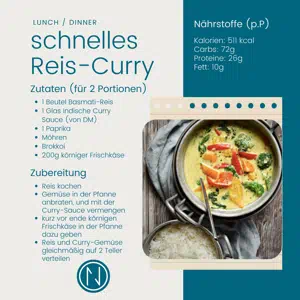 LUNCH / DINNER
schnelles
Reis-Curry
Zutaten (für 2 Portionen)
• 1 Beutel Basmati-Reis
• 1 Glas indische Curry
Sauce (von DM)
• 1 Paprika
• Möhren
• Brokkoi
• 200g körniger Frischkäse
Zubereitung
• Reis kochen
• Gemüse in der Pfanne
anbraten, und mit der
Curry-Sauce vermengen
• kurz vor ende körnigen
Frischkäse in der Pfanne
dazu geben
• Reis und Curry-Gemüse
gleichmäßig auf 2 Teller
verteilen
N
Nährstoffe (p.P)
Kalorien: 511 kcal
Carbs: 72g
Proteine: 26g
Fett: 10g